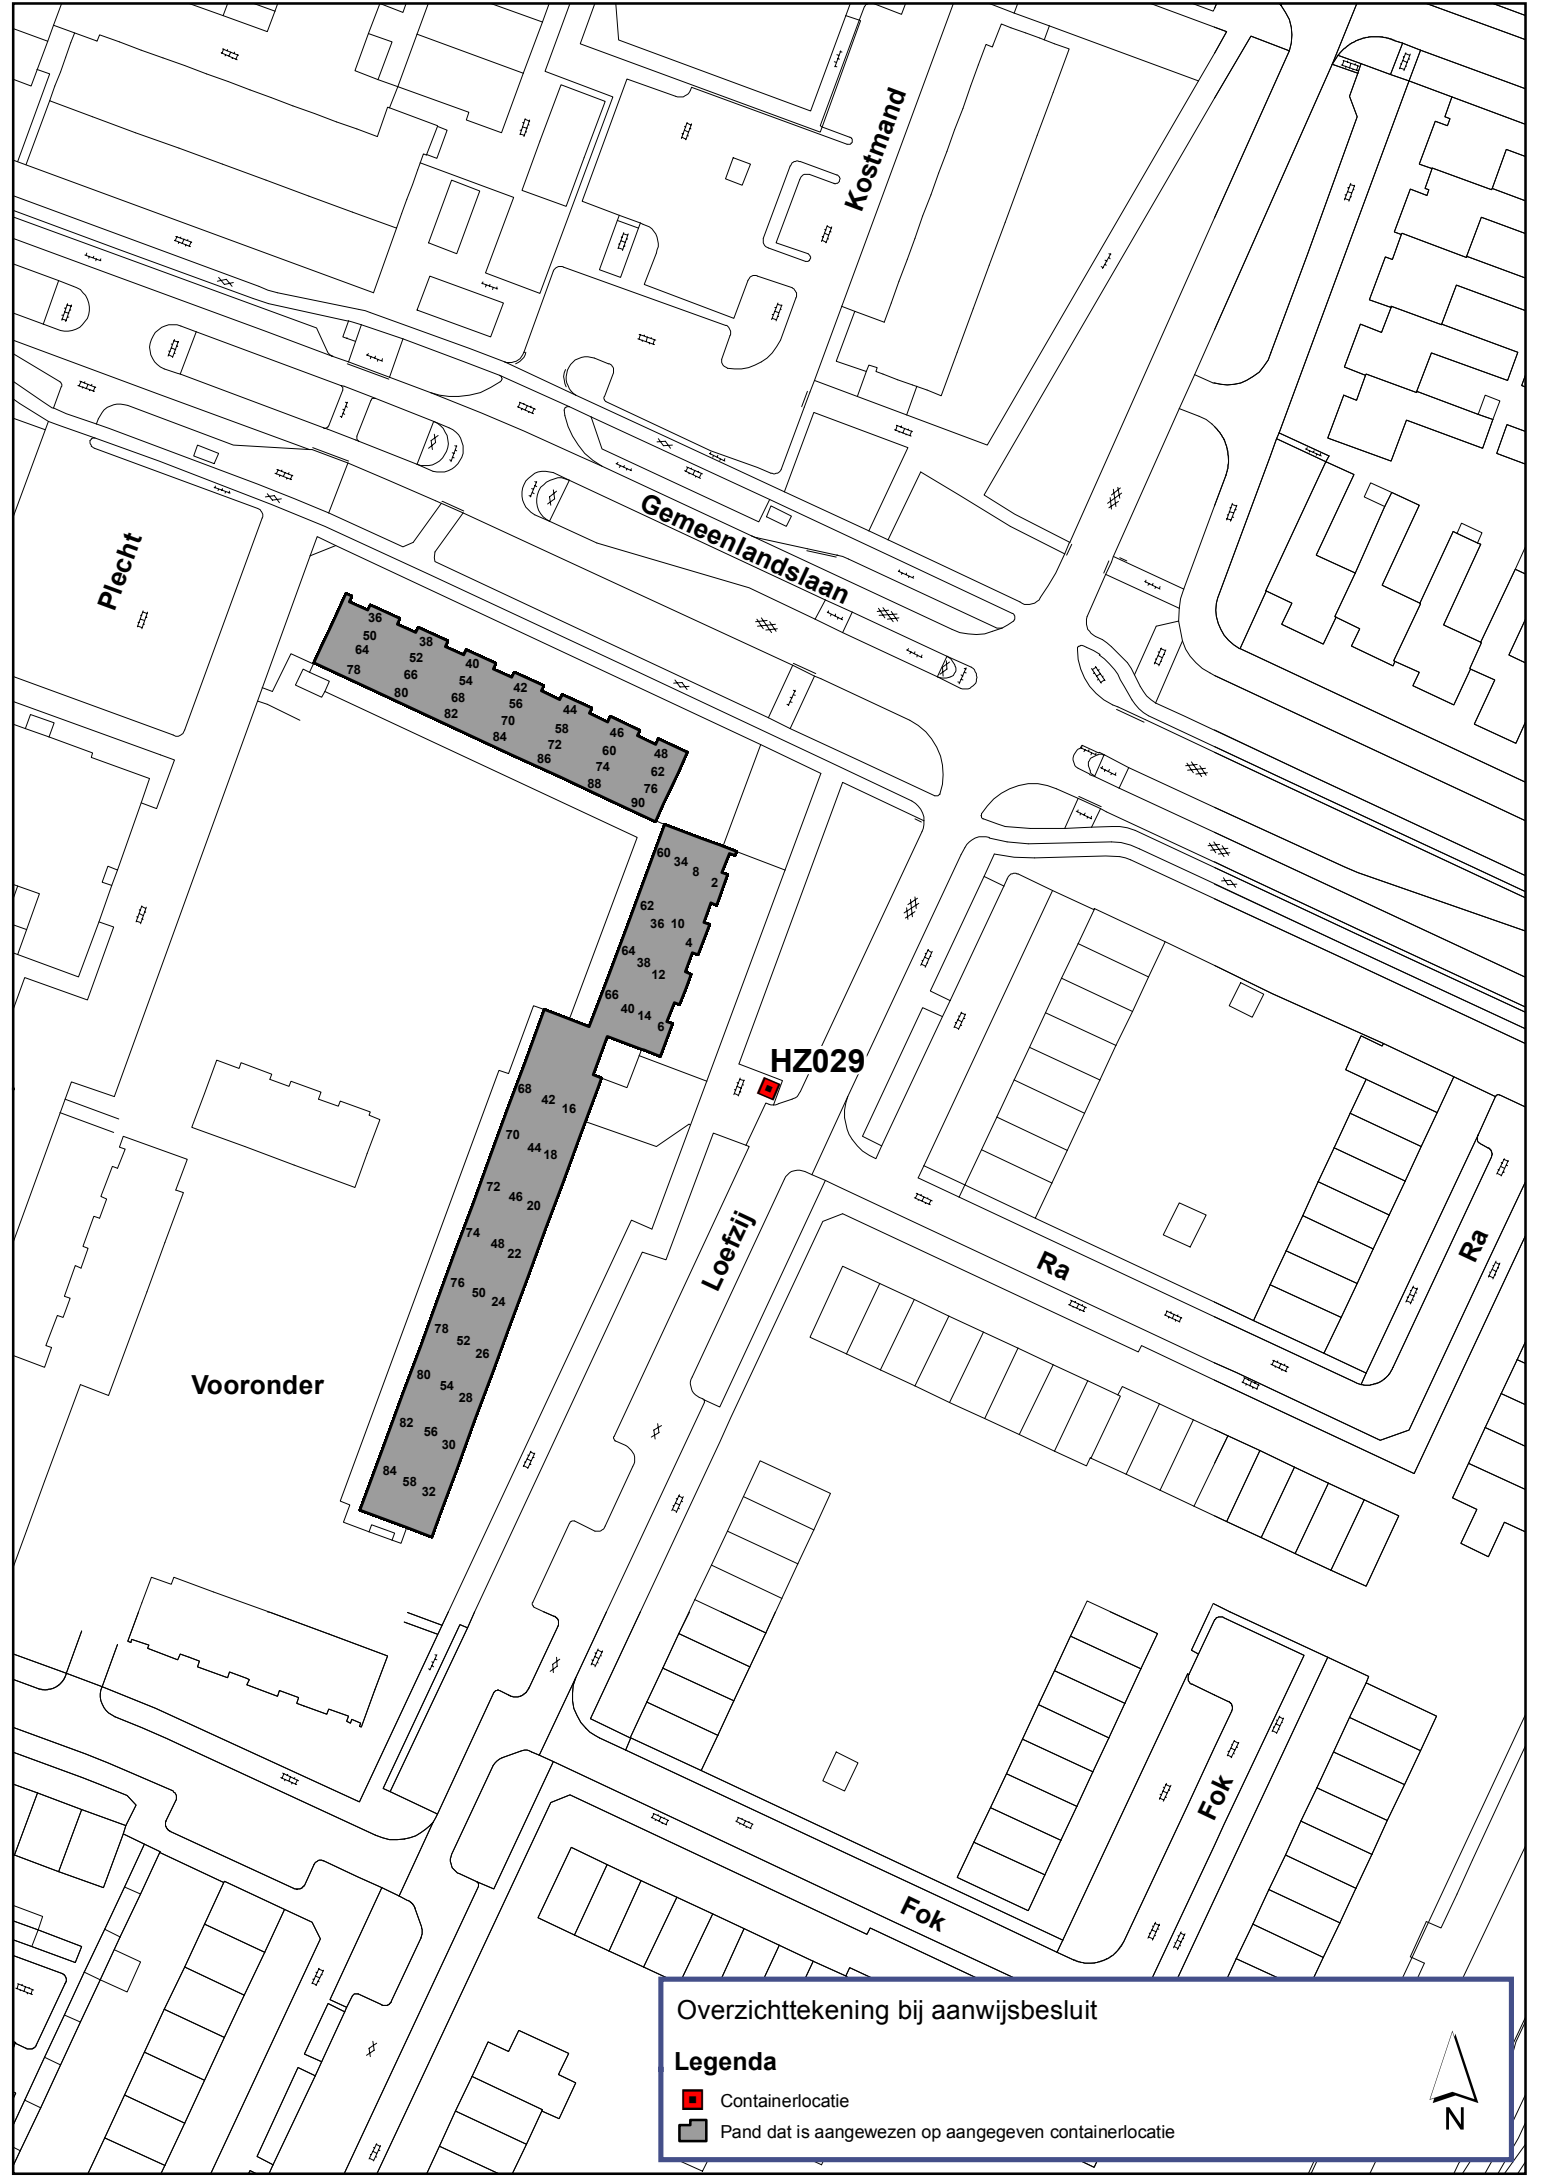 Kostmand
Gemeenlandslaan
Plecht
36
50
64
78
38
52
66
80
40
54
68
82
42
56
70
84
44
58
72
86
46
60
74
88
48
62
76
90
60 34 8 2
62 36 10 4
64 38 12
66 40 14 6
HZ029
68 42 16
70 44 18
72 46 20
74 48 22
76 50 24
78 52 26
80 54 28
82 56 30
84 58 32
Loefzij
Ra
Ra
Vooronder
Fok
Fok
Overzichttekening bij aanwijsbesluit
Legenda
Containerlocatie
Pand dat is aangewezen op aangegeven containerlocatie
N